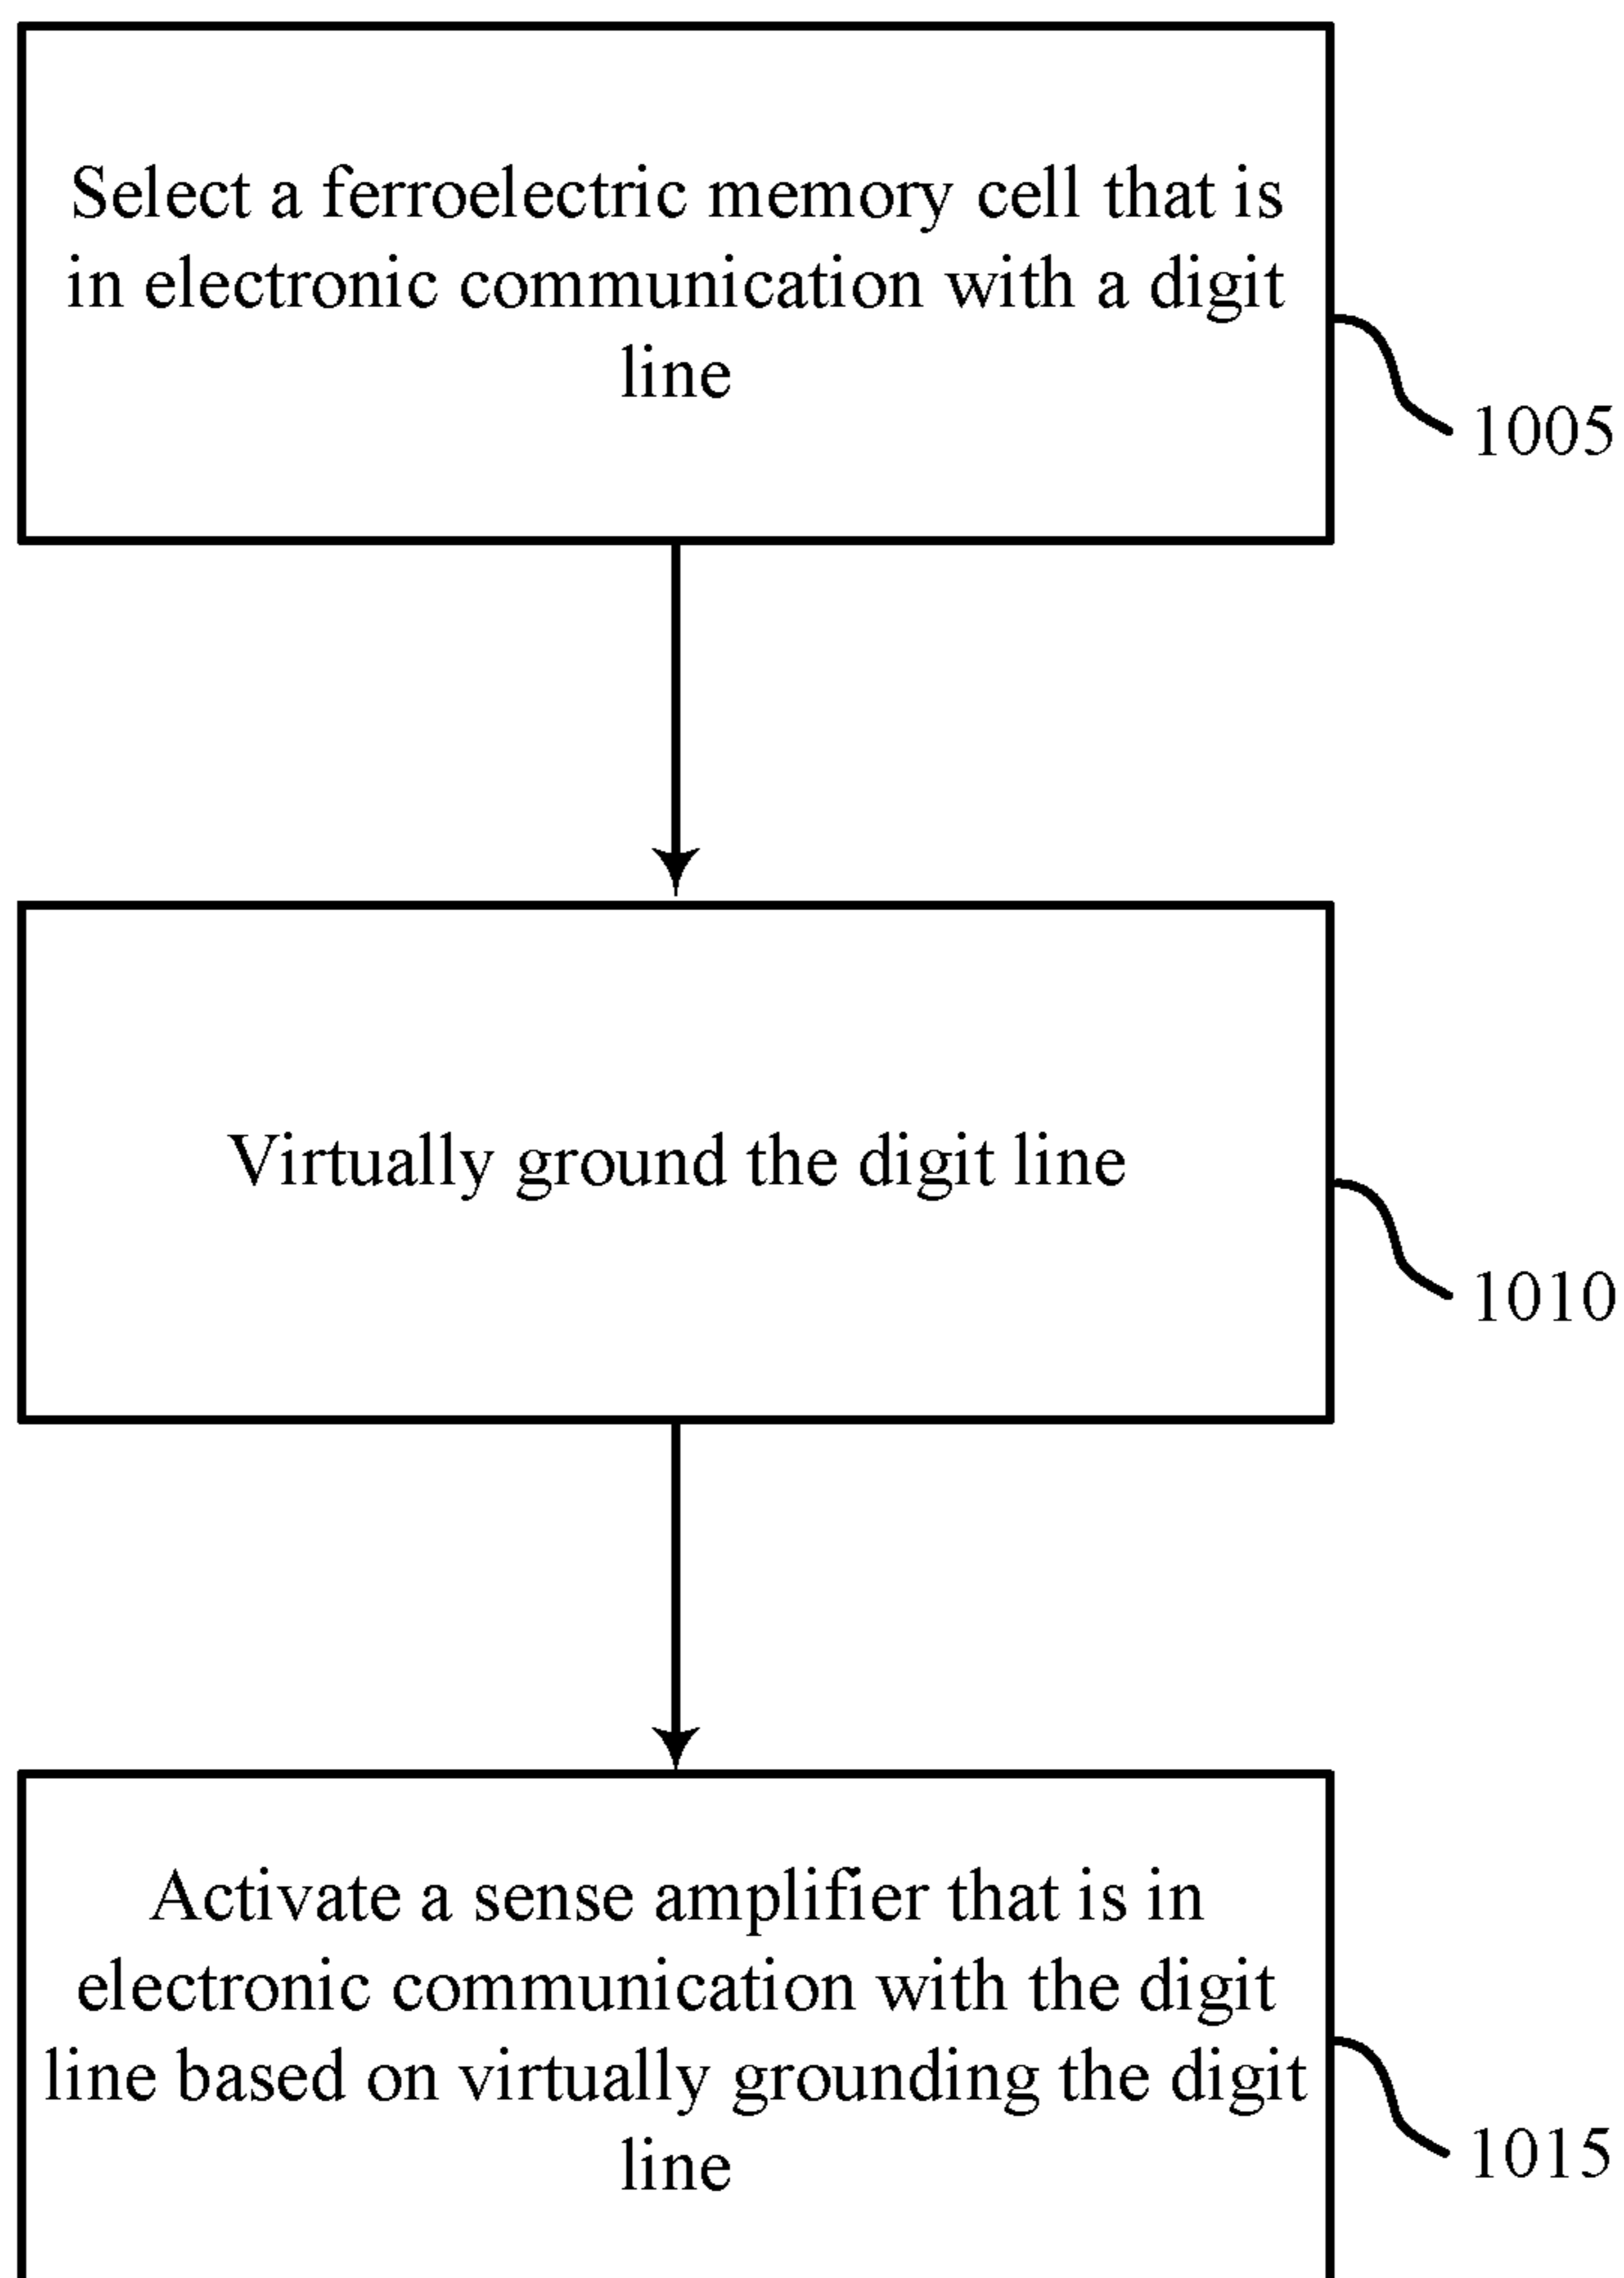 Select a ferroelectric memory cell that is
in electronic communication with a digit
line
1005
Virtually ground the digit line
1010
Activate a sense amplifier that is in
electronic communication with the digit
line based on virtually grounding the digit
line
1015